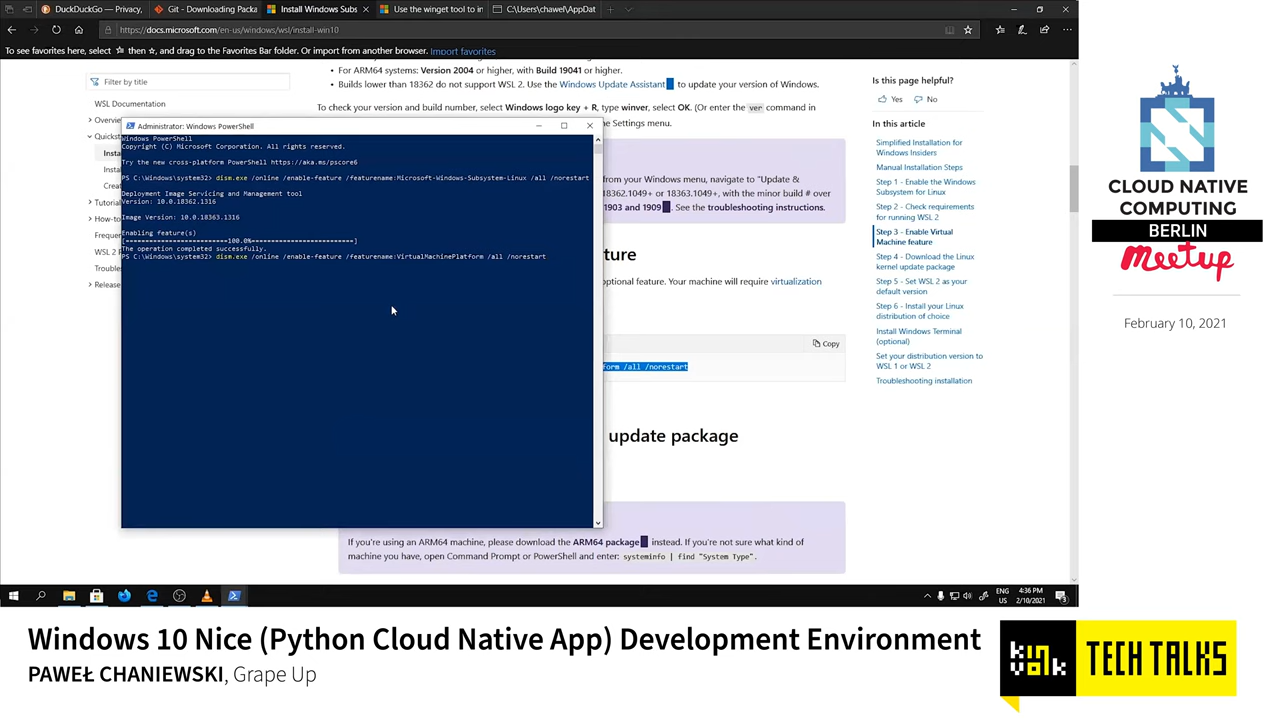 DuckDuckGo — Privacy,
Git - Downloading Packa
Install Windows Subs
Use the winget tool to in
C:\Users\chawel\AppDat
https://docs.microsoft.com/en-us/windows/wsl/install-win10
To see favorites here, select ☆ then ☆, and drag to the Favorites Bar folder. Or import from another browser. Import favorites
Filter by title
WSL Documentation
Overvie
Quickst
Insta
Insta
Crea
Tutoria
How-to
Freque
WSL 2 F
Troubles
Release
• For ARM64 systems: Version 2004 or higher, with Build 19041 or higher.
• Builds lower than 18362 do not support WSL 2. Use the Windows Update Assistant to update your version of Windows.
To check your version and build number, select Windows logo key + R, type winver, select OK. (Or enter the ver command in
he Settings menu.
Administrator: Windows PowerShell
Windows PowerShell
Copyright (C) Microsoft Corporation. All rights reserved.
Try the new cross-platform PowerShell https://aka.ms/pscore6
PS C:\Windows\system32> dism.exe /online /enable-feature /featurename:Microsoft-Windows-Subsystem-Linux /all /norestart
Deployment Image Servicing and Management tool
Version: 10.0.18362.1316
Image Version: 10.0.18363.1316
Enabling feature(s)
[==========================100.0%==========================]
The operation completed successfully.
PS C:\Windows\system32> dism.exe /online /enable-feature /featurename:VirtualMachinePlatform /all /norestart
from your Windows menu, navigate to "Update &
18362.1049+ or 18363.1049+, with the minor build # over
1903 and 1909. See the troubleshooting instructions.
ture
optional feature. Your machine will require virtualization
Copy
form /all /norestart
update package
If you're using an ARM64 machine, please download the ARM64 package instead. If you're not sure what kind of
machine you have, open Command Prompt or PowerShell and enter: systeminfo | find "System Type".
Is this page helpful?
Yes No
In this article
Simplified Installation for
Windows Insiders
Manual Installation Steps
Step 1 - Enable the Windows
Subsystem for Linux
Step 2 - Check requirements
for running WSL 2
Step 3 - Enable Virtual
Machine feature
Step 4 - Download the Linux
kernel update package
Step 5 - Set WSL 2 as your
default version
Step 6 - Install your Linux
distribution of choice
Install Windows Terminal
(optional)
Set your distribution version to
WSL 1 or WSL 2
Troubleshooting installation
ENG
US
4:36 PM
2/10/2021
3
CLOUD NATIVE
COMPUTING
BERLIN
Meetup
February 10, 2021
Windows 10 Nice (Python Cloud Native App) Development Environment
PAWEŁ CHANIEWSKI, Grape Up
kinvolk
TECH TALKS